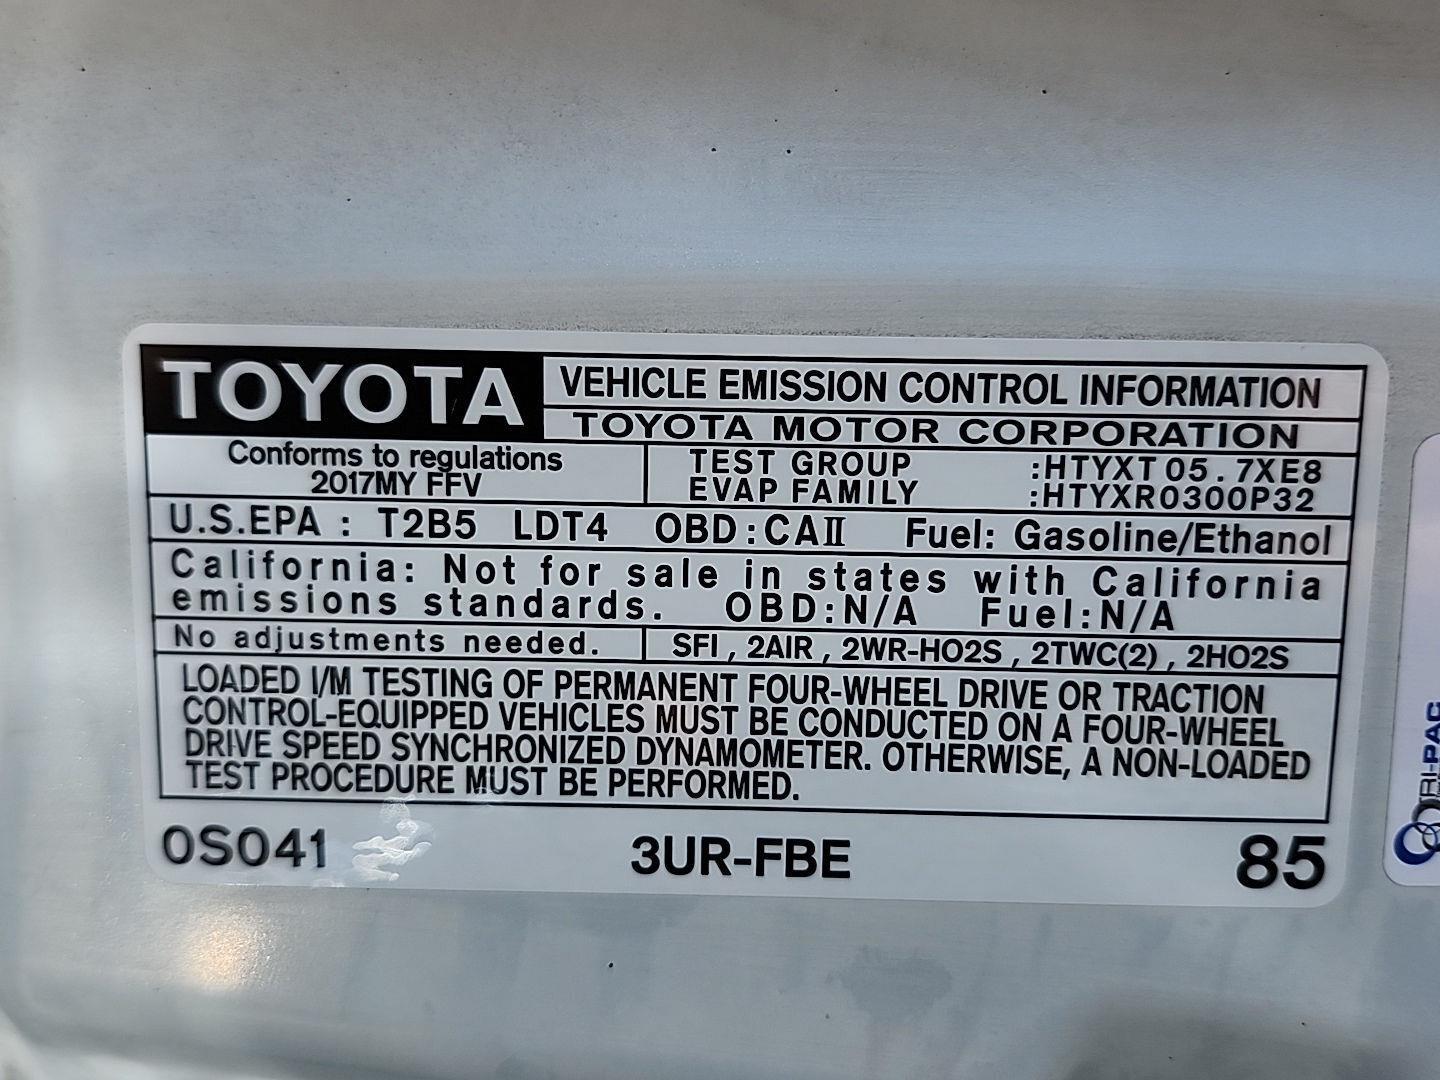 TOYOTA
VEHICLE EMISSION CONTROL INFORMATION
TOYOTA MOTOR CORPORATION
Conforms to regulations
2017MY FFV
TEST GROUP :HTYXT05.7XE8
EVAP FAMILY :HTYXR0300P32
U.S.EPA : T2B5 LDT4 OBD:CAⅡ Fuel: Gasoline/Ethanol
California: Not for sale in states with California
emissions standards. OBD:N/A Fuel:N/A
No adjustments needed.
SFI, 2AIR, 2WR-HO2S, 2TWC(2), 2HO2S
LOADED I/M TESTING OF PERMANENT FOUR-WHEEL DRIVE OR TRACTION
CONTROL-EQUIPPED VEHICLES MUST BE CONDUCTED ON A FOUR-WHEEL
DRIVE SPEED SYNCHRONIZED DYNAMOMETER. OTHERWISE, A NON-LOADED
TEST PROCEDURE MUST BE PERFORMED.
0S041
3UR-FBE
85
RI-PAC